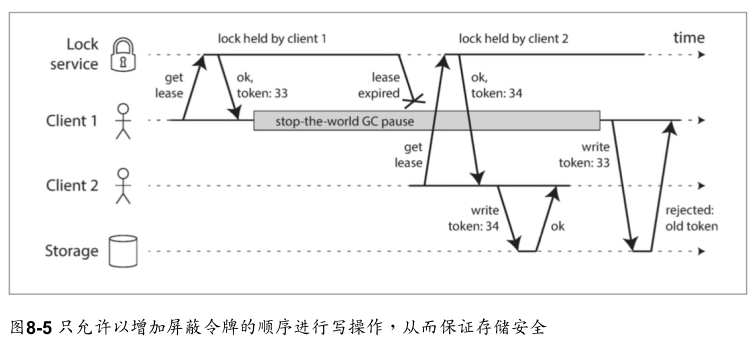 Lock service
lock held by client 1
lock held by client 2
time
get lease
ok, token: 33
lease expired
ok, token: 34
Client 1
stop-the-world GC pause
get lease
write token: 33
Client 2
write token: 34
ok
rejected: old token
Storage
图8-5 只允许以增加屏蔽令牌的顺序进行写操作，从而保证存储安全